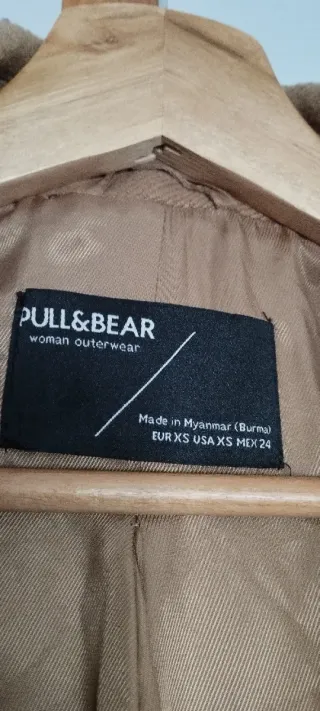 PULL&BEAR
woman outerwear
Made in Myanmar (Burma)
EUR XS USA XS MEX 24